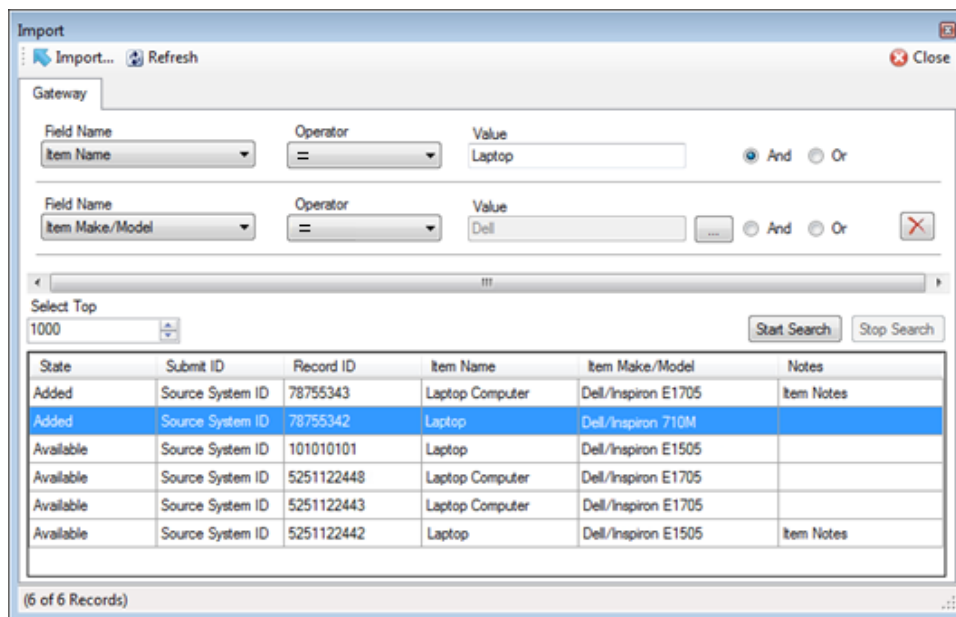 Import
Import... Refresh Close
Gateway
Field Name Operator Value
Item Name = Laptop And Or
Field Name Operator Value
Item Make/Model = Dell ... And Or
Select Top
1000 Start Search Stop Search
State Submit ID Record ID Item Name Item Make/Model Notes
Added Source System ID 78755343 Laptop Computer Dell/Inspiron E1705 Item Notes
Added Source System ID 78755342 Laptop Dell/Inspiron 710M
Available Source System ID 101010101 Laptop Dell/Inspiron E1505
Available Source System ID 5251122448 Laptop Computer Dell/Inspiron E1705
Available Source System ID 5251122443 Laptop Computer Dell/Inspiron E1705
Available Source System ID 5251122442 Laptop Dell/Inspiron E1505 Item Notes
(6 of 6 Records)